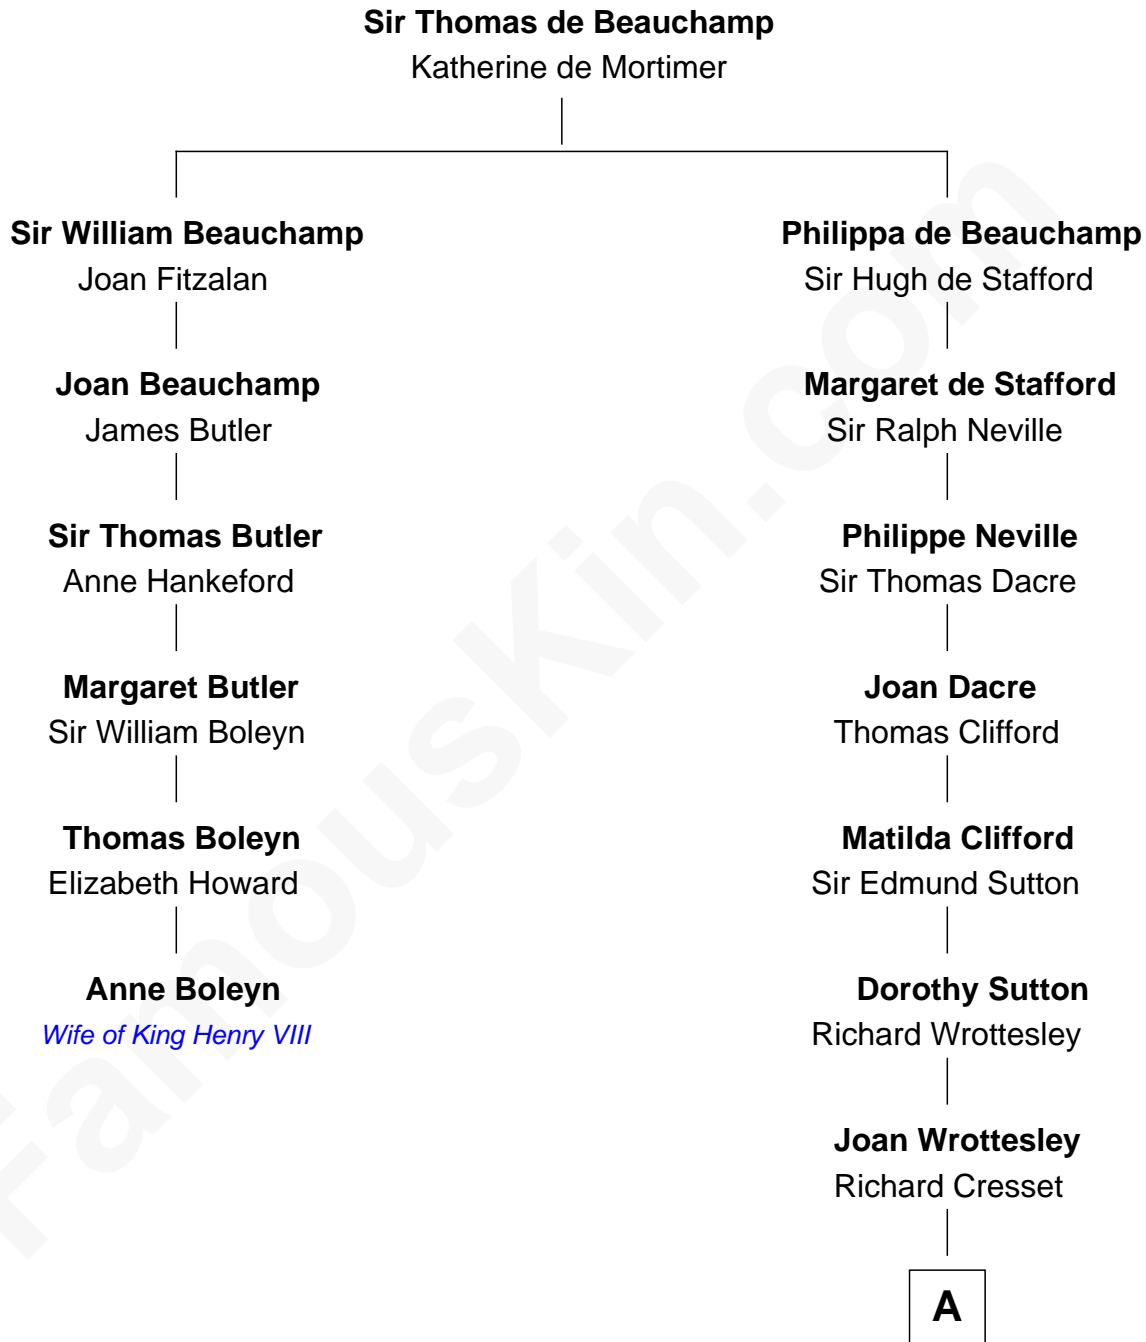 Sir Thomas de Beauchamp
Katherine de Mortimer
Sir William Beauchamp
Joan Fitzalan
Joan Beauchamp
James Butler
Sir Thomas Butler
Anne Hankeford
Margaret Butler
Sir William Boleyn
Thomas Boleyn
Elizabeth Howard
Anne Boleyn
Wife of King Henry VIII
Philippa de Beauchamp
Sir Hugh de Stafford
Margaret de Stafford
Sir Ralph Neville
Philippe Neville
Sir Thomas Dacre
Joan Dacre
Thomas Clifford
Matilda Clifford
Sir Edmund Sutton
Dorothy Sutton
Richard Wrottesley
Joan Wrottesley
Richard Cresset
A
FamousKin.com